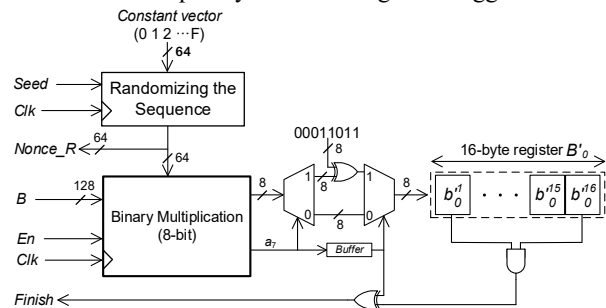 Constant vector
(0 1 2 ···F)
64
Seed
Clk
Randomizing the
Sequence
Nonce_R
64
64
00011011
8
16-byte register B'0
B
128
En
Clk
Binary Multiplication
(8-bit)
8
1
0
8
8
1
0
8
b'1 0
· · ·
b'15 0
b'16 0
a7
Buffer
Finish